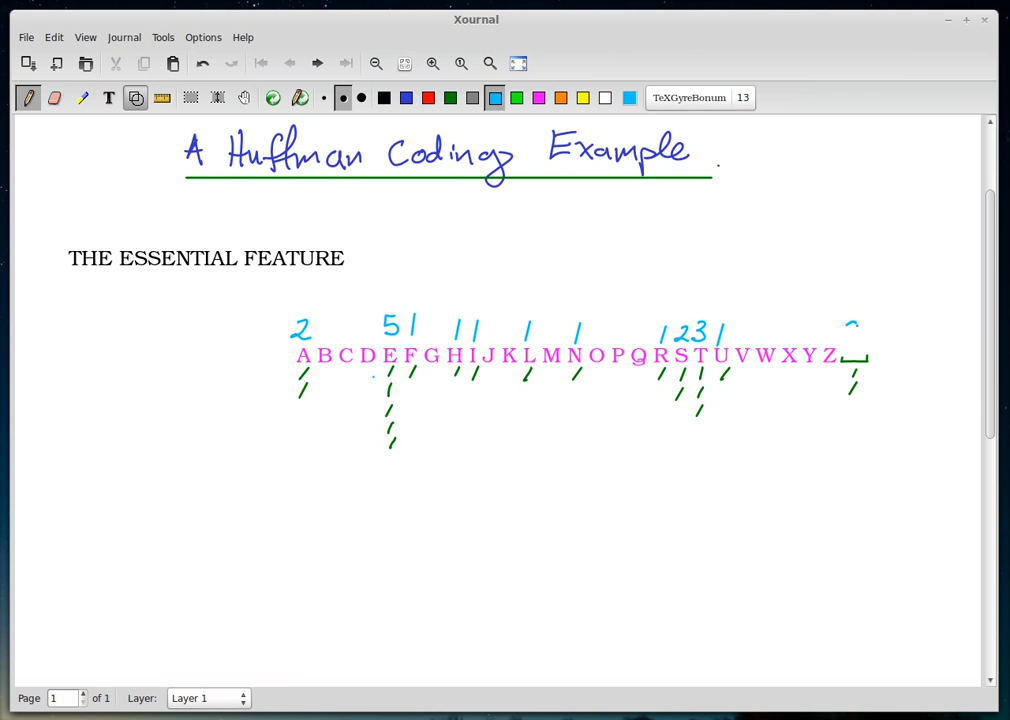 Xournal
File Edit View Journal Tools Options Help
T TeXGyreBonum 13
A Huffman Coding Example.
THE ESSENTIAL FEATURE
2 5 1 1 1 1 1 1 2 3 1
A B C D E F G H I J K L M N O P Q R S T U V W X Y Z
Page 1 of 1 Layer: Layer 1